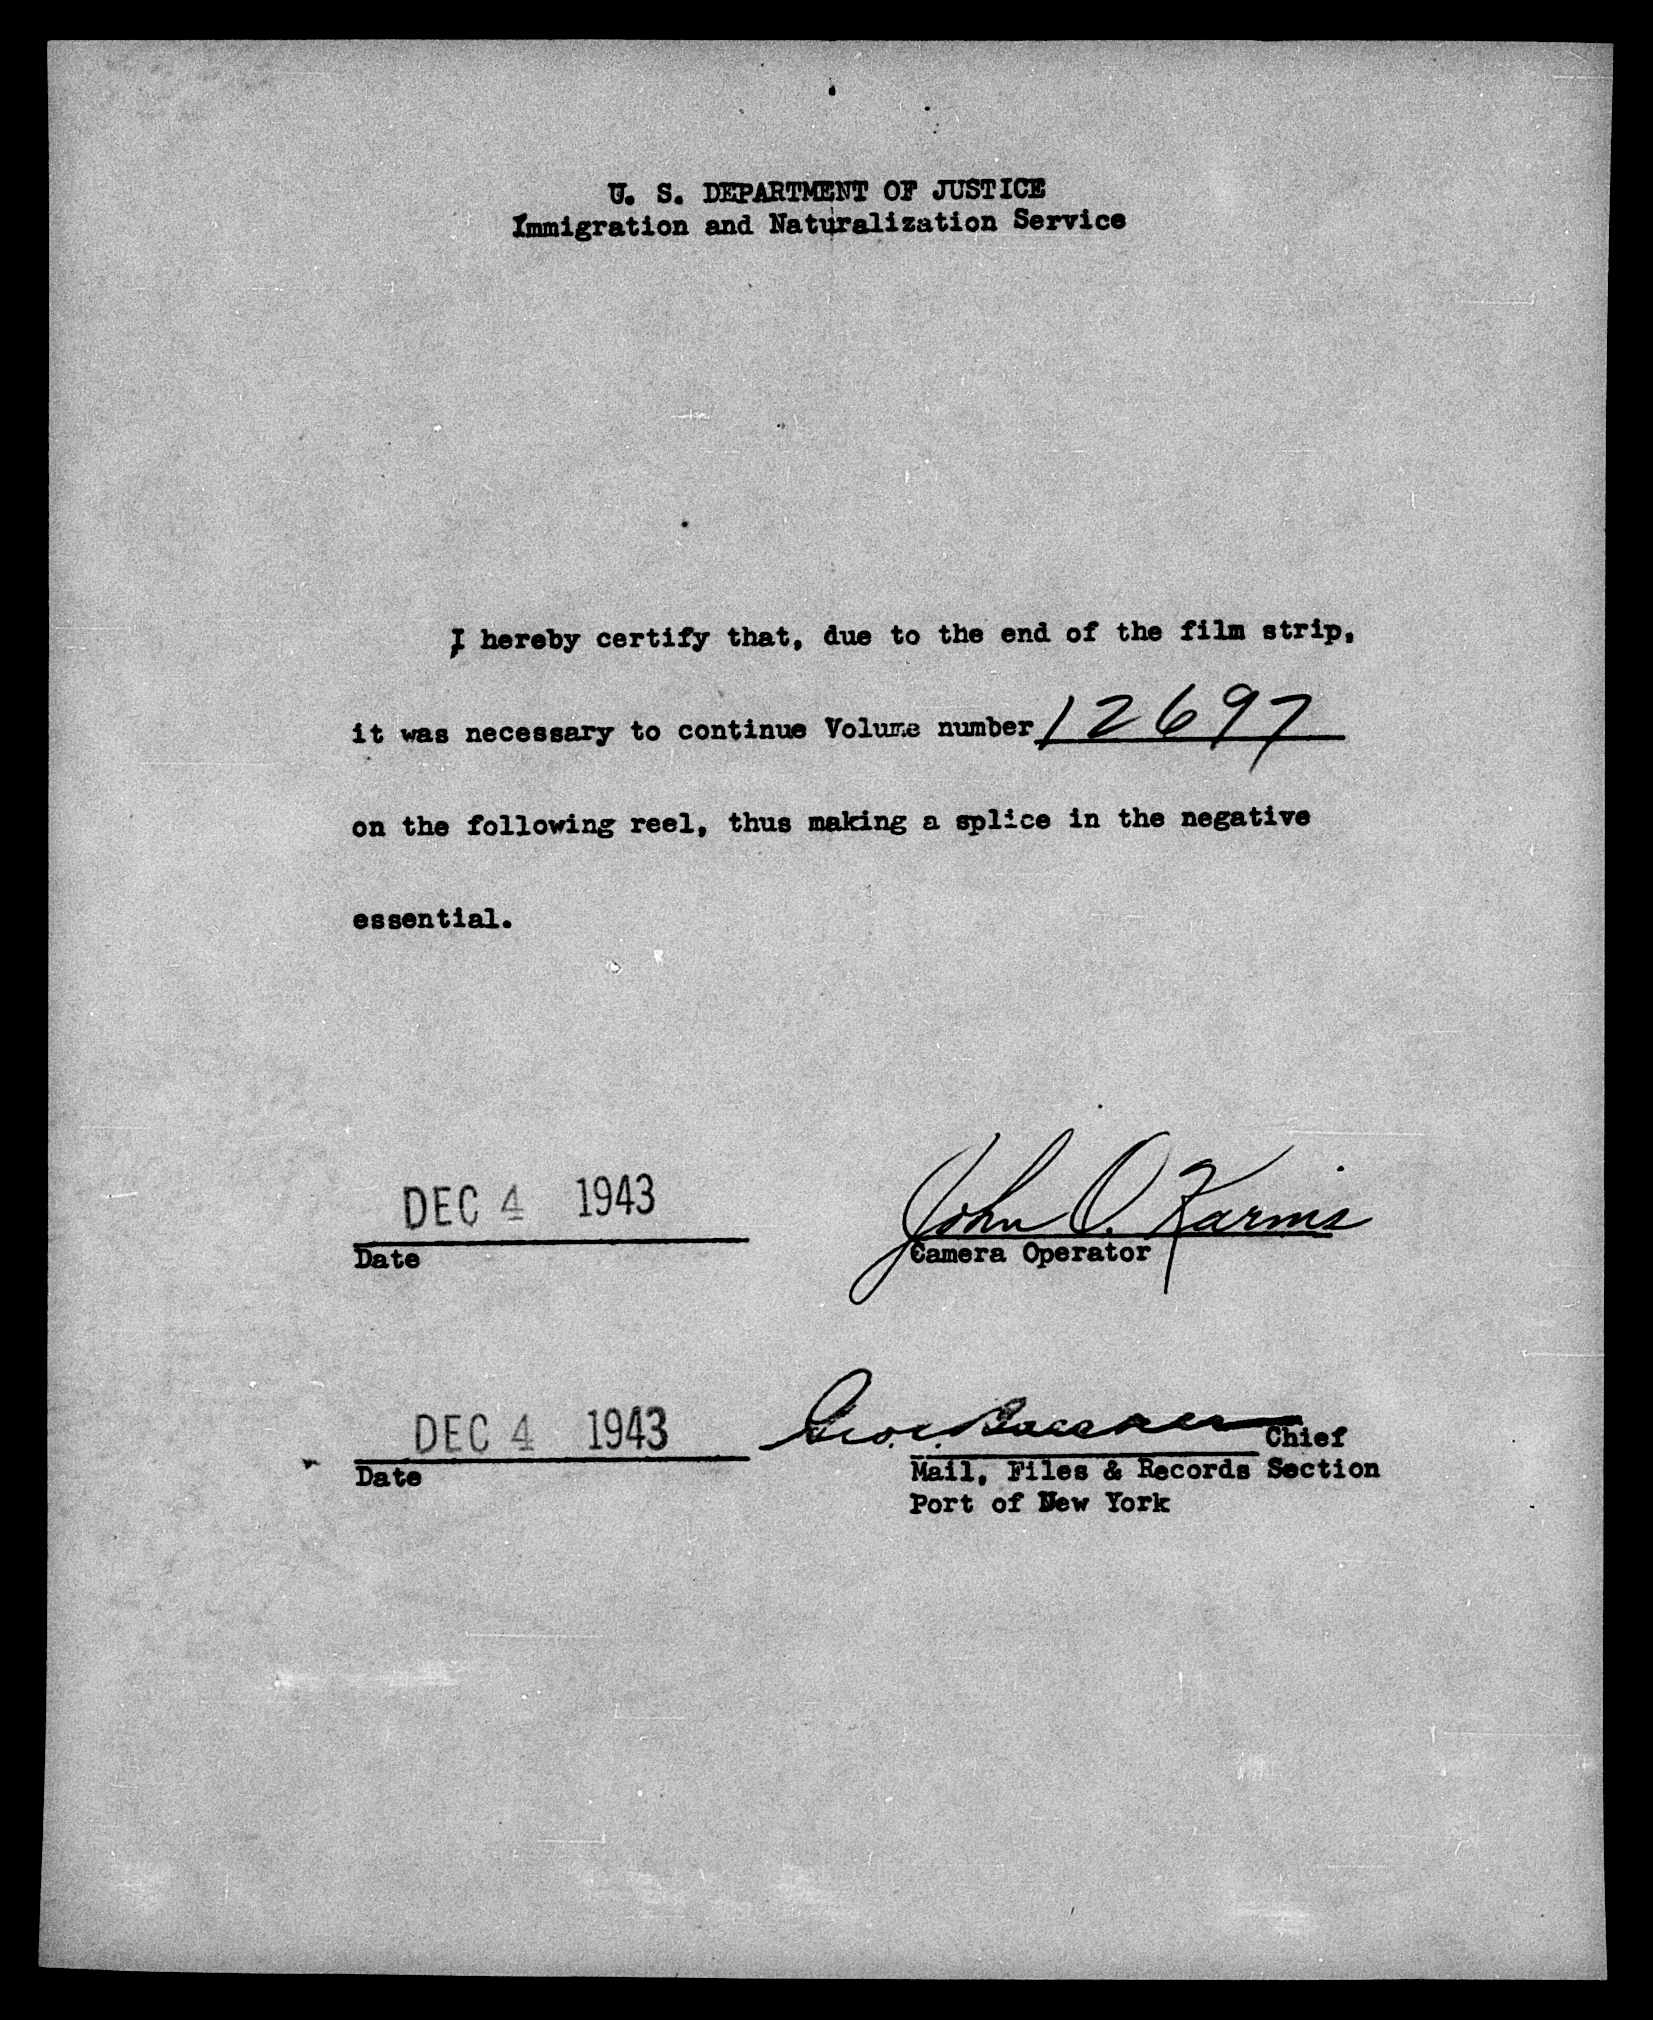 U. S. DEPARTMENT OF JUSTICE
Immigration and Naturalization Service
I hereby certify that, due to the end of the film strip,
it was necessary to continue Volume number 12697
on the following reel, thus making a splice in the negative
essential.
DEC 4 1943
John O. Karmis
Date
Camera Operator
DEC 4 1943
Geo.
Chief
Date
Mail, Files & Records Section
Port of New York